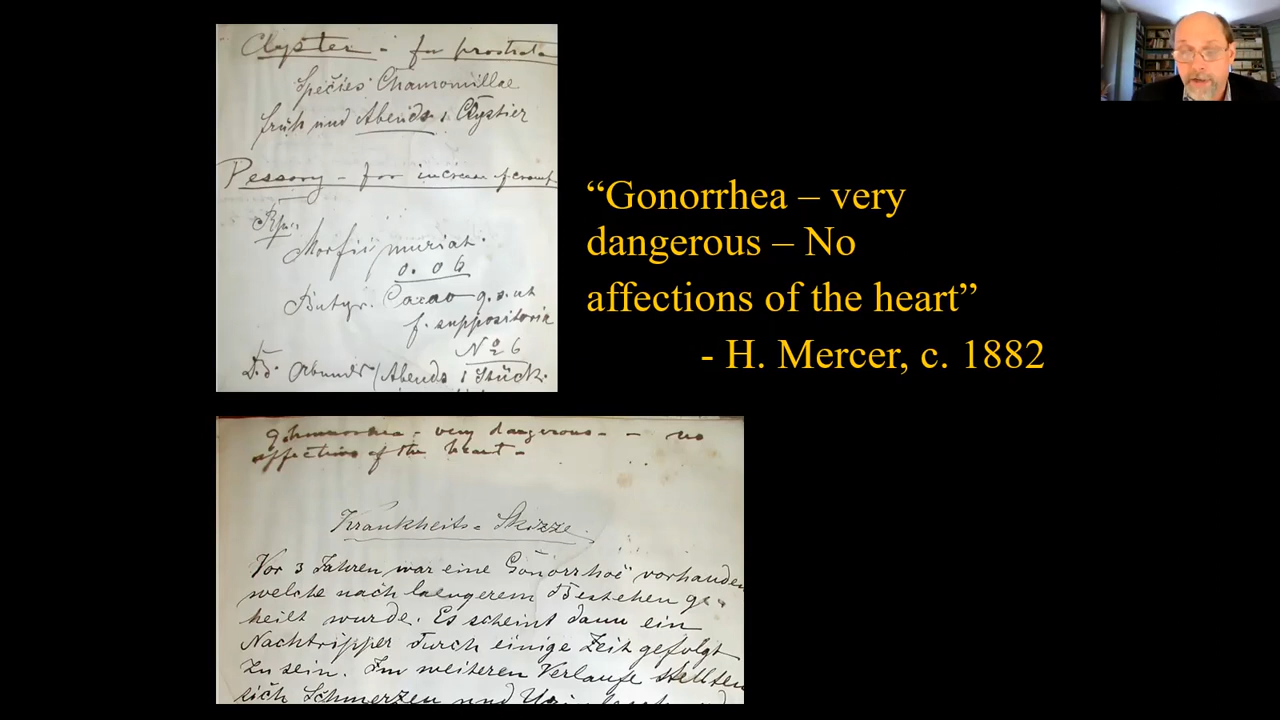 Clyster - for prostata
Species Chamomillae
früh und Abends 1 Clystier
Pessary - for increase of cramp
Rp.
Morfii muriat.
0.06
Butyr. Cacao q.s. ut
f. suppositoria
No 6
D.S. Abends 1 Stück.
“Gonorrhea – very
dangerous – No
affections of the heart”
- H. Mercer, c. 1882
very dangerous - - no
affections of the heart -
Krankheits-Skizze.
Vor 3 Jahren war eine Gonorrhoë vorhanden
welche nach laengerem Bestehen ge-
heilt wurde. Es scheint dann ein
Nachtripper durch einige Zeit gefolgt
zu sein. Im weiteren Verlaufe stellten
sich Schmerzen und